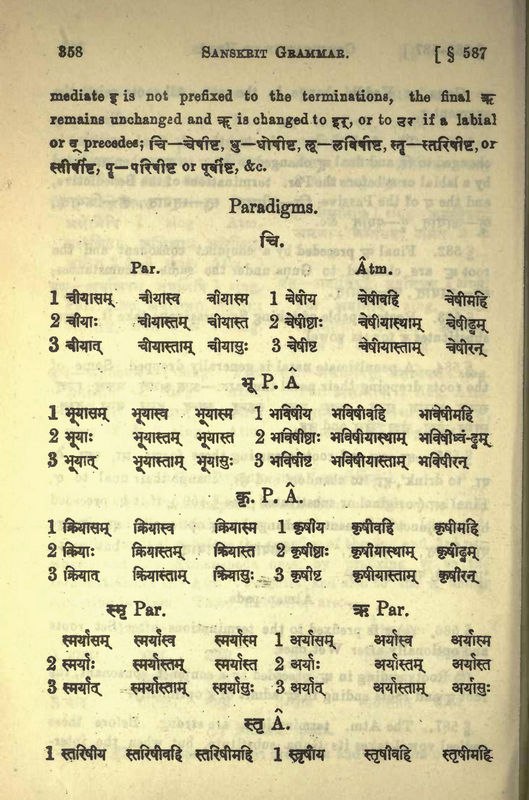 358 SANSKRIT GRAMMAR. [ § 587
mediate इ is not prefixed to the terminations, the final ऋ
remains unchanged and ॠ is changed to इर्, or to उर if a labial
or व् precedes; चि—चेषीष्ट, धु—धोषीष्ट, लू—लविषीष्ट, स्तृ—स्तरिषीष्ट, or
स्तीर्षीष्ट, पृ—परिषीष्ट or पूर्षीष्ट, &c.
Paradigms.
चि.
Par. Âtm.
1 चीयासम् चीयास्व चीयास्म 1 चेषीय चेषीवहि चेषीमहि
2 चीयाः चीयास्तम् चीयास्त 2 चेषीष्ठाः चेषीयास्थाम् चेषीढ्वम्
3 चीयात् चीयास्ताम् चीयासुः 3 चेषीष्ट चेषीयास्ताम् चेषीरन्
भू P. Â
1 भूयासम् भूयास्व भूयास्म 1 भविषीय भविषीवहि भाविषीमहि
2 भूयाः भूयास्तम् भूयास्त 2 भविषीष्ठाः भविषीयास्थाम् भविषीध्वं-ढ्वम्
3 भूयात् भूयास्ताम् भूयासुः 3 भविषीष्ट भविषीयास्ताम् भविषीरन्
कृ. P. Â.
1 क्रियासम् क्रियास्व क्रियास्म 1 कृषीय कृषीवहि कृषीमहि
2 क्रियाः क्रियास्तम् क्रियास्त 2 कृषीष्ठाः कृषीयास्थाम् कृषीढ्वम्
3 क्रियात् क्रियास्ताम् क्रियासुः 3 कृषीष्ट कृषीयास्ताम् कृषीरन्
स्मृ Par. ऋ Par.
स्मर्यासम् स्मर्यास्व स्मर्यास्म 1 अर्यासम् अर्यास्व अर्यास्म
2 स्मर्याः स्मर्यास्तम् स्मर्यास्त 2 अर्याः अर्यास्तम् अर्यास्त
3 स्मर्यात् स्मर्यास्ताम् स्मर्यासुः 3 अर्यात् अर्यास्ताम् अर्यासुः
स्तृ Â.
1 स्तरिषीय स्तरिषीवहि स्तरिषीमहि 1 स्तृषीय स्तृषीवहि स्तृषीमहि